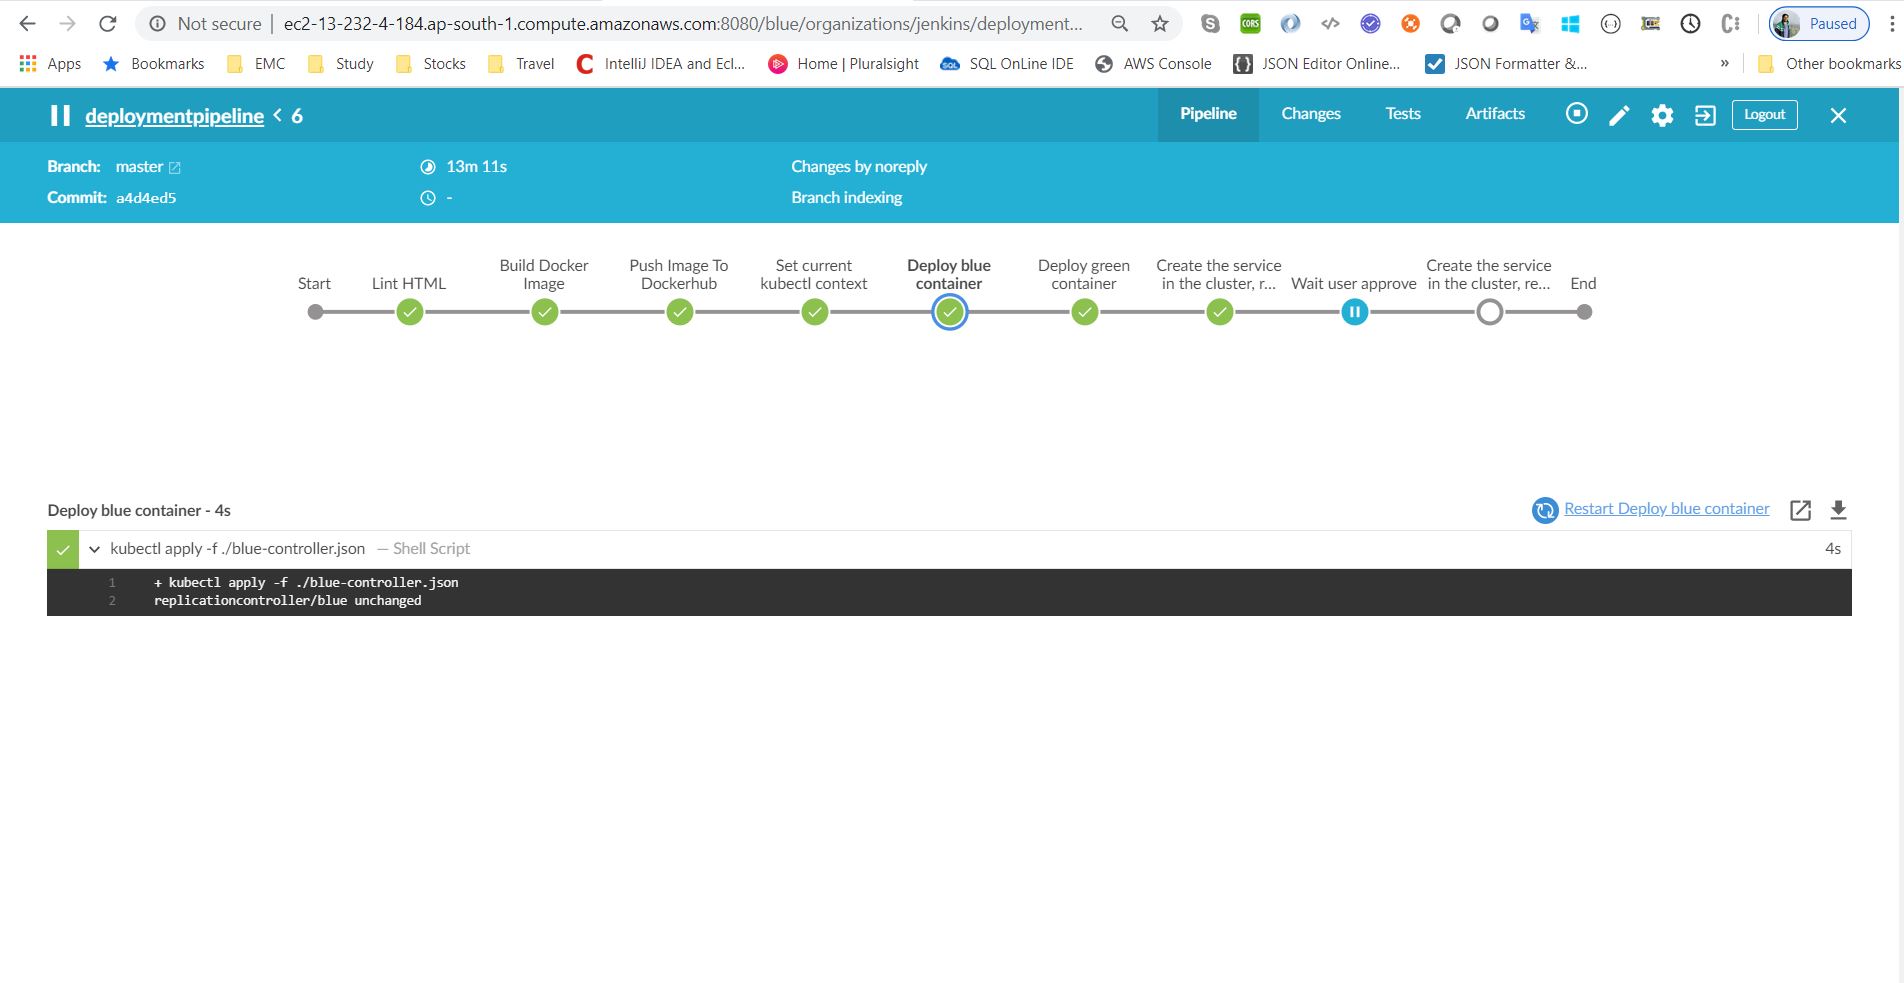 Not secure | ec2-13-232-4-184.ap-south-1.compute.amazonaws.com:8080/blue/organizations/jenkins/deployment...
CORS
Paused
Apps Bookmarks EMC Study Stocks Travel IntelliJ IDEA and Ecl... Home | Pluralsight SQL OnLine IDE AWS Console JSON Editor Online... JSON Formatter &... » Other bookmarks
deploymentpipeline < 6
Pipeline Changes Tests Artifacts Logout
Branch: master 13m 11s Changes by noreply
Commit: a4d4ed5 - Branch indexing
Start
Lint HTML
Build Docker
Image
Push Image To
Dockerhub
Set current
kubectl context
Deploy blue
container
Deploy green
container
Create the service
in the cluster, r...
Wait user approve
Create the service
in the cluster, re...
End
Deploy blue container - 4s
Restart Deploy blue container
kubectl apply -f ./blue-controller.json — Shell Script 4s
1 + kubectl apply -f ./blue-controller.json
2 replicationcontroller/blue unchanged